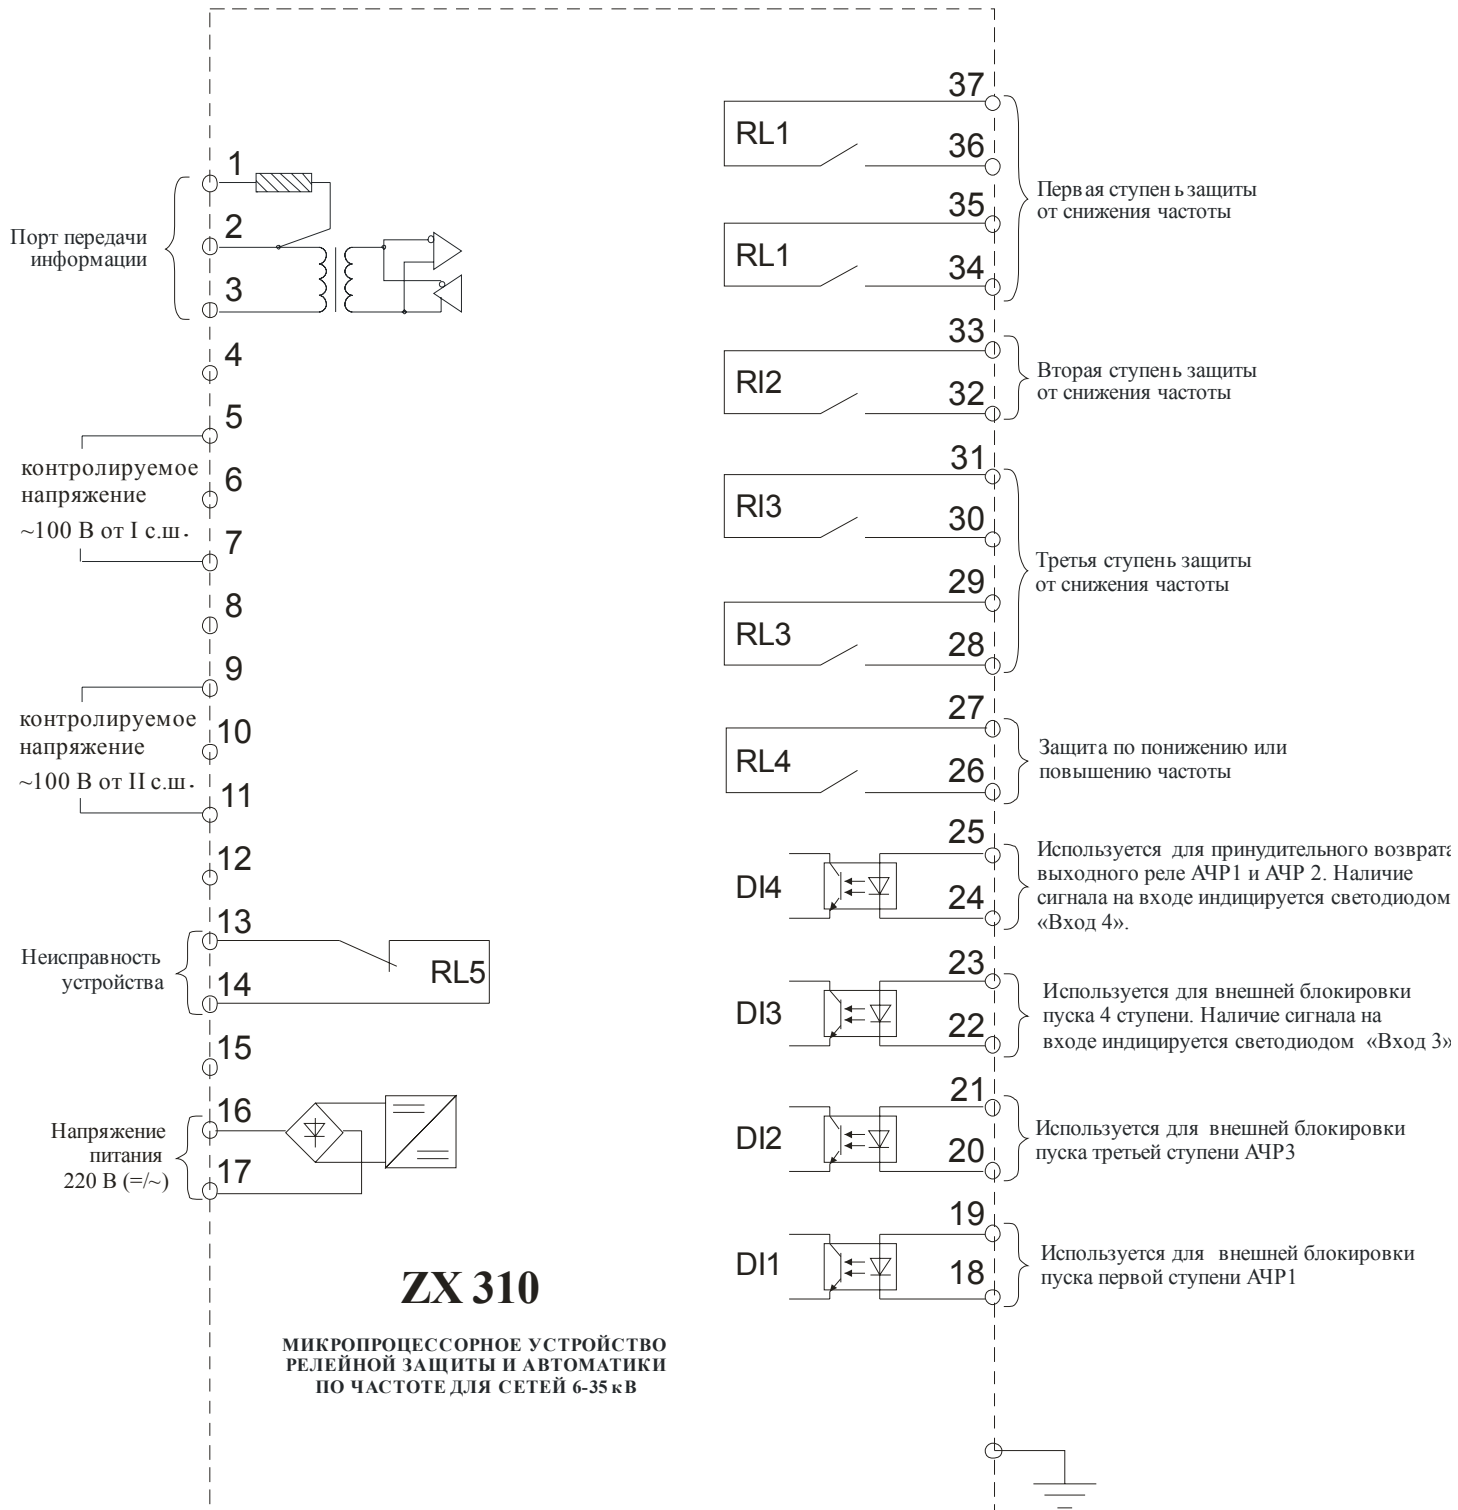 1
2
3
Порт передачи
информации
4
5
контролируемое
напряжение
~100 В от I с.ш.
6
7
8
9
контролируемое
напряжение
~100 В от II с.ш.
10
11
12
13
Неисправность
устройства
RL5
14
15
16
Напряжение
питания
220 В (=/~)
17
ZX 310
МИКРОПРОЦЕССОРНОЕ УСТРОЙСТВО
РЕЛЕЙНОЙ ЗАЩИТЫ И АВТОМАТИКИ
ПО ЧАСТОТЕ ДЛЯ СЕТЕЙ 6-35 кВ
37
RL1
36
35
RL1
34
Первая ступень защиты
от снижения частоты
33
RI2
32
Вторая ступень защиты
от снижения частоты
31
RI3
30
29
RL3
28
Третья ступень защиты
от снижения частоты
27
RL4
26
Защита по понижению или
повышению частоты
25
DI4
24
Используется для принудительного возврата
выходного реле АЧР1 и АЧР 2. Наличие
сигнала на входе индицируется светодиодом
«Вход 4».
23
DI3
22
Используется для внешней блокировки
пуска 4 ступени. Наличие сигнала на
входе индицируется светодиодом «Вход 3»
21
DI2
20
Используется для внешней блокировки
пуска третьей ступени АЧР3
19
DI1
18
Используется для внешней блокировки
пуска первой ступени АЧР1